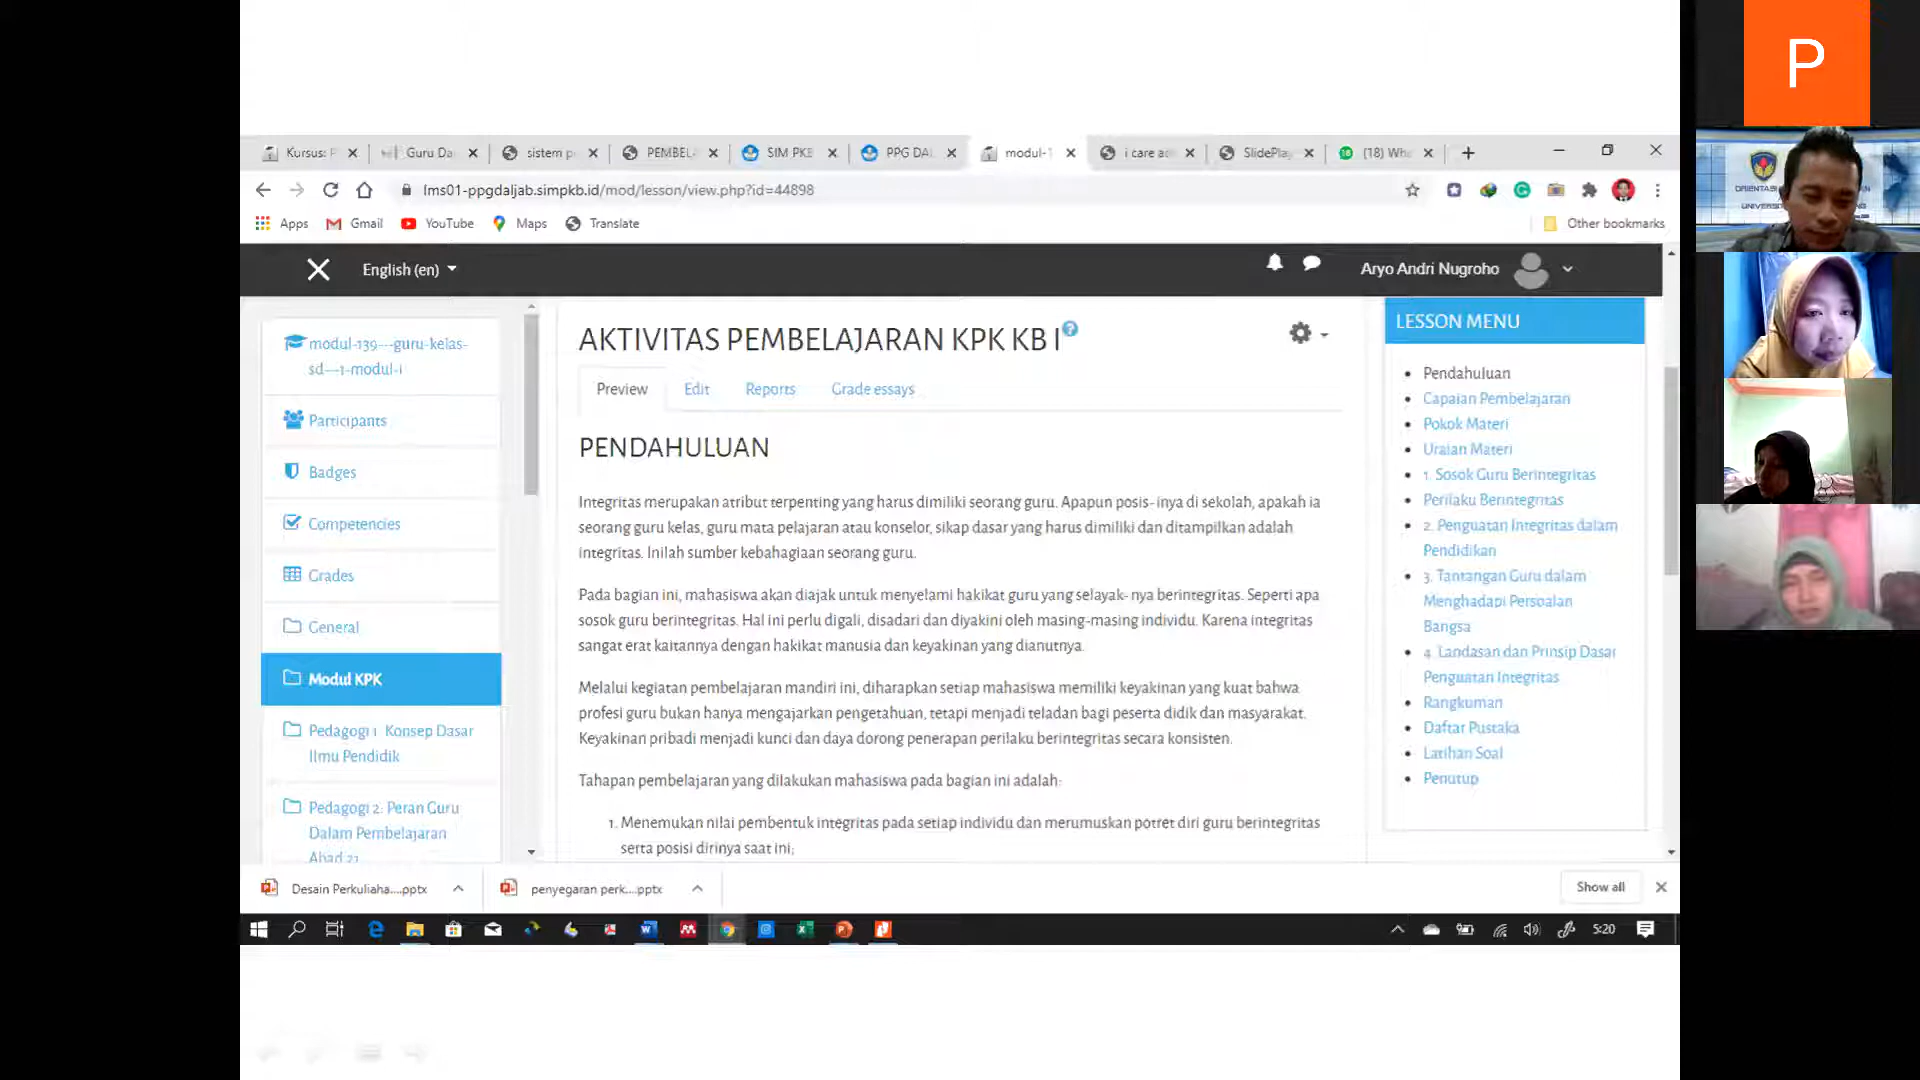 Kursus: P
Guru Da
sistem p
PEMBEL
SIM PKB
PPG DAL
modul-1
i care a
SlidePla
(18) Wh
lms01-ppgdaljab.simpkb.id/mod/lesson/view.php?id=44898
Apps
Gmail
YouTube
Maps
Translate
Other bookmarks
English (en)
Aryo Andri Nugroho
modul-139---guru-kelas-
sd---1-modul-1
Participants
Badges
Competencies
Grades
General
Modul KPK
Pedagogi 1: Konsep Dasar
Ilmu Pendidik
Pedagogi 2: Peran Guru
Dalam Pembelajaran
Abad 21
AKTIVITAS PEMBELAJARAN KPK KB I
Preview
Edit
Reports
Grade essays
PENDAHULUAN
Integritas merupakan atribut terpenting yang harus dimiliki seorang guru. Apapun posis-inya di sekolah, apakah ia
seorang guru kelas, guru mata pelajaran atau konselor, sikap dasar yang harus dimiliki dan ditampilkan adalah
integritas. Inilah sumber kebahagiaan seorang guru.
Pada bagian ini, mahasiswa akan diajak untuk menyelami hakikat guru yang selayak- nya berintegritas. Seperti apa
sosok guru berintegritas. Hal ini perlu digali, disadari dan diyakini oleh masing-masing individu. Karena integritas
sangat erat kaitannya dengan hakikat manusia dan keyakinan yang dianutnya.
Melalui kegiatan pembelajaran mandiri ini, diharapkan setiap mahasiswa memiliki keyakinan yang kuat bahwa
profesi guru bukan hanya mengajarkan pengetahuan, tetapi menjadi teladan bagi peserta didik dan masyarakat.
Keyakinan pribadi menjadi kunci dan daya dorong penerapan perilaku berintegritas secara konsisten.
Tahapan pembelajaran yang dilakukan mahasiswa pada bagian ini adalah:
1. Menemukan nilai pembentuk integritas pada setiap individu dan merumuskan potret diri guru berintegritas
serta posisi dirinya saat ini;
LESSON MENU
Pendahuluan
Capaian Pembelajaran
Pokok Materi
Uraian Materi
1. Sosok Guru Berintegritas
Perilaku Berintegritas
2. Penguatan Integritas dalam
Pendidikan
3. Tantangan Guru dalam
Menghadapi Persoalan
Bangsa
4. Landasan dan Prinsip Dasar
Penguatan Integritas
Rangkuman
Daftar Pustaka
Latihan Soal
Penutup
Desain Perkuliaha....pptx
penyegaran perk....pptx
Show all
5:20
P